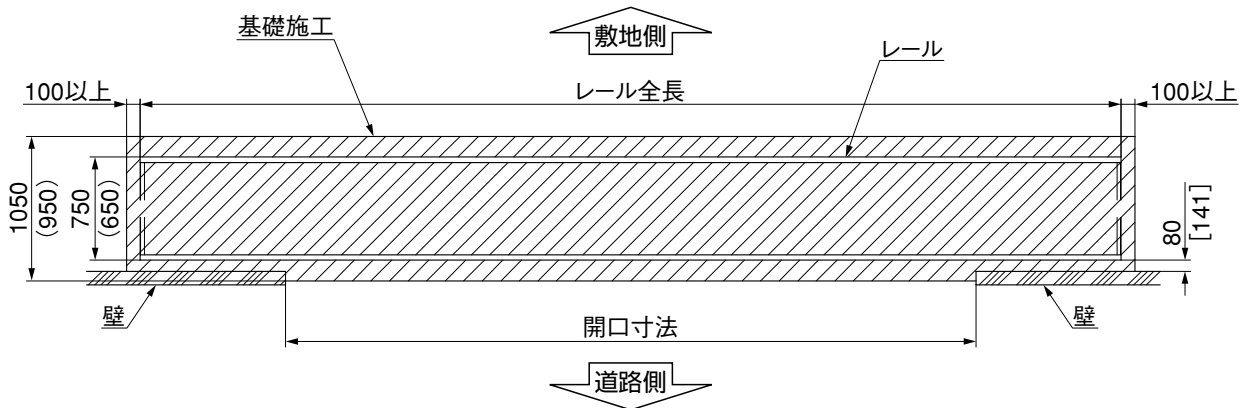 敷地側
基礎施工
レール
100以上
レール全長
100以上
1050
(950)
750
(650)
80
[141]
壁
壁
開口寸法
道路側